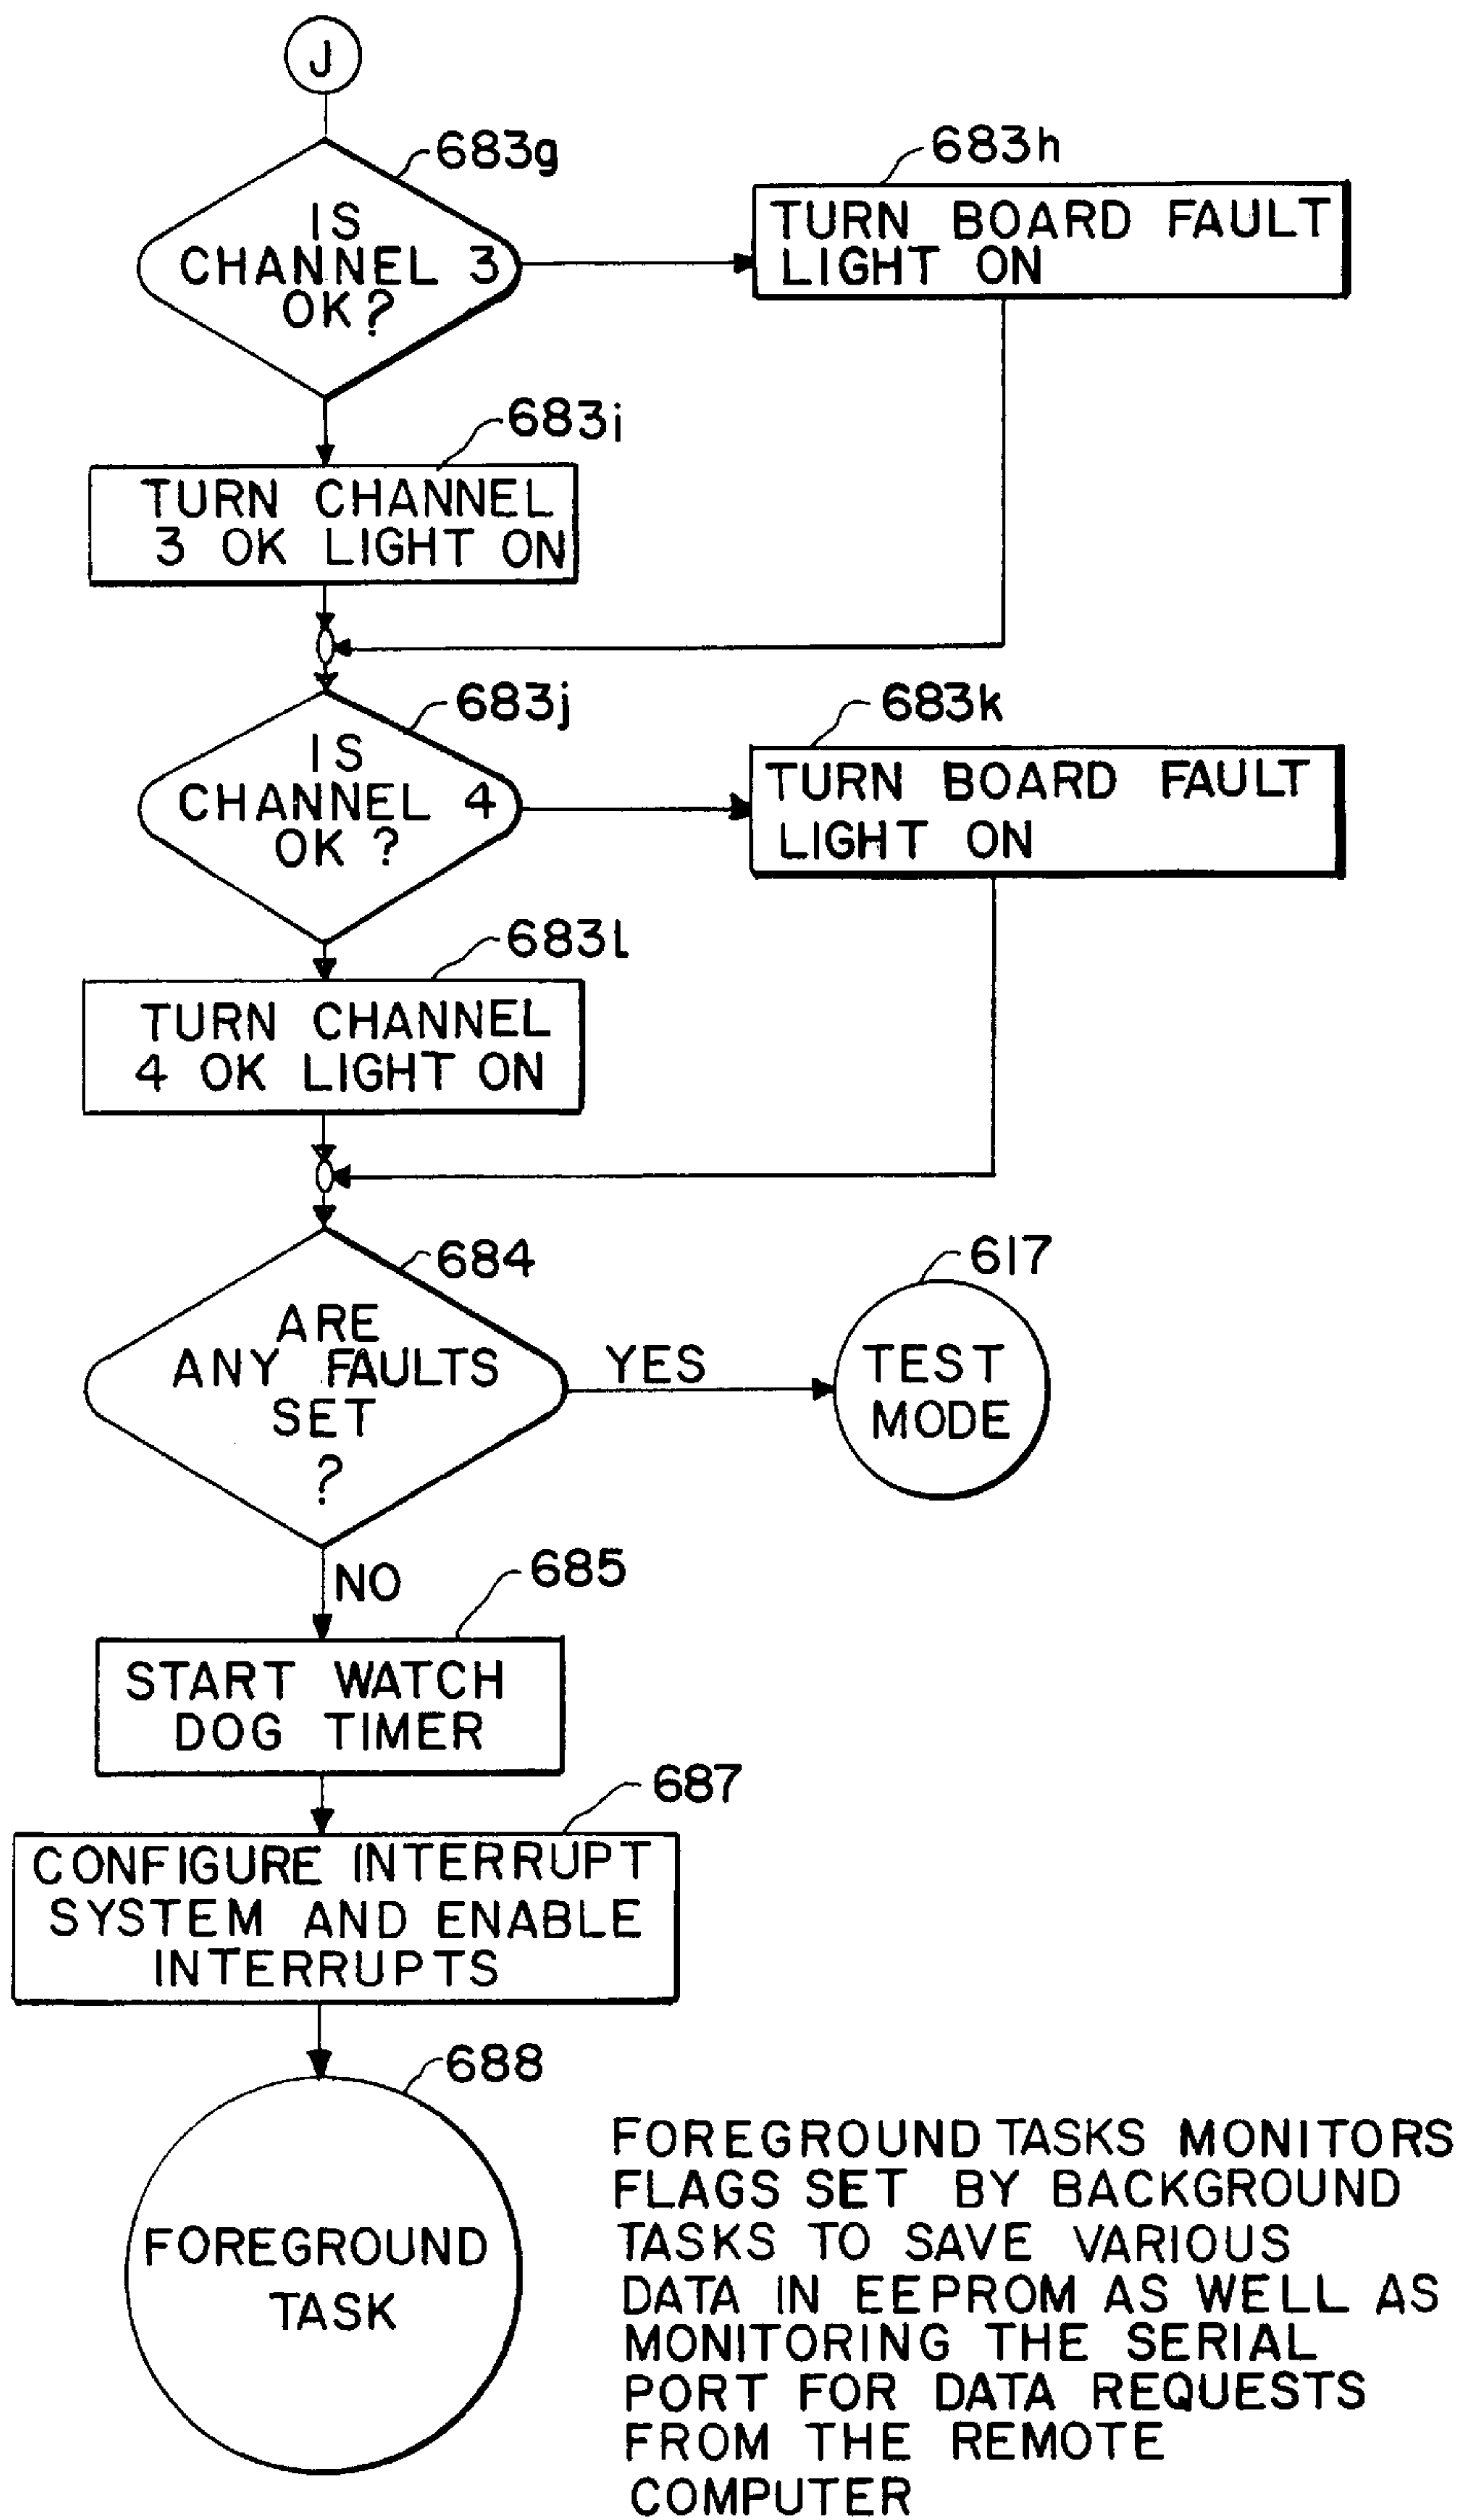 J
683g
IS
CHANNEL 3
OK?
683h
TURN BOARD FAULT
LIGHT ON
683i
TURN CHANNEL
3 OK LIGHT ON
683j
IS
CHANNEL 4
OK ?
683k
TURN BOARD FAULT
LIGHT ON
683l
TURN CHANNEL
4 OK LIGHT ON
684
ARE
ANY FAULTS
SET
?
YES
617
TEST
MODE
NO
685
START WATCH
DOG TIMER
687
CONFIGURE INTERRUPT
SYSTEM AND ENABLE
INTERRUPTS
688
FOREGROUND
TASK
FOREGROUND TASKS MONITORS
FLAGS SET BY BACKGROUND
TASKS TO SAVE VARIOUS
DATA IN EEPROM AS WELL AS
MONITORING THE SERIAL
PORT FOR DATA REQUESTS
FROM THE REMOTE
COMPUTER